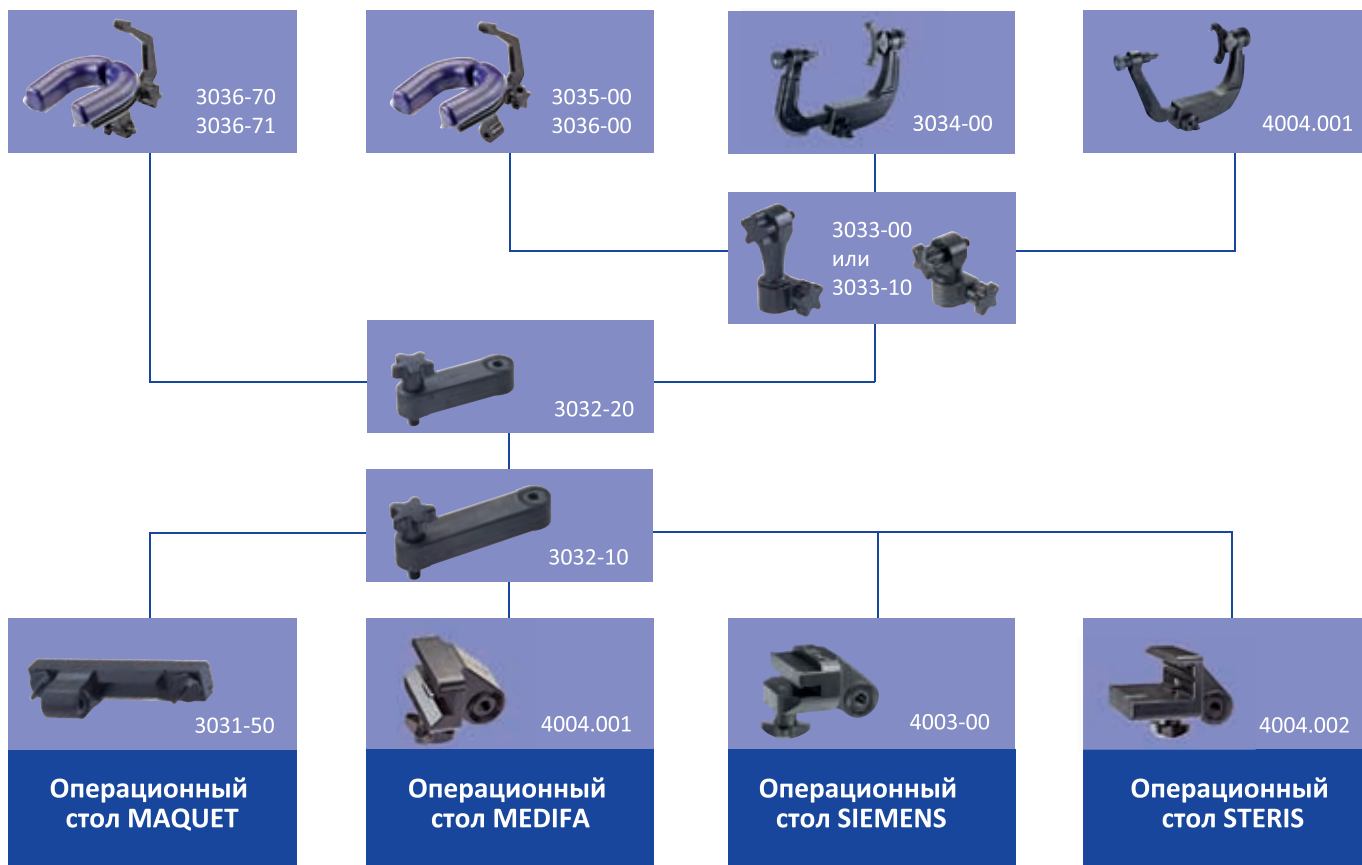 3036-70
3036-71
3035-00
3036-00
3034-00
4004.001
3033-00
или
3033-10
3032-20
3032-10
3031-50
4004.001
4003-00
4004.002
Операционный
стол MAQUET
Операционный
стол MEDIFA
Операционный
стол SIEMENS
Операционный
стол STERIS